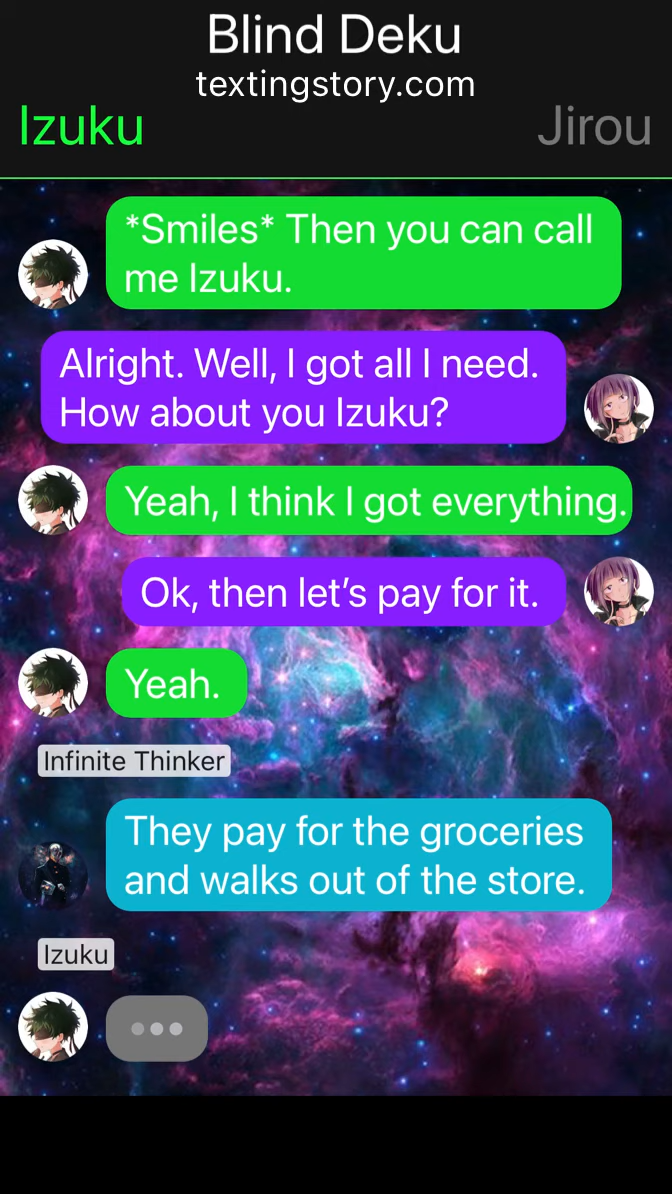 Blind Deku
textingstory.com
Izuku
Jirou
*Smiles* Then you can call
me Izuku.
Alright. Well, I got all I need.
How about you Izuku?
Yeah, I think I got everything.
Ok, then let’s pay for it.
Yeah.
Infinite Thinker
They pay for the groceries
and walks out of the store.
Izuku